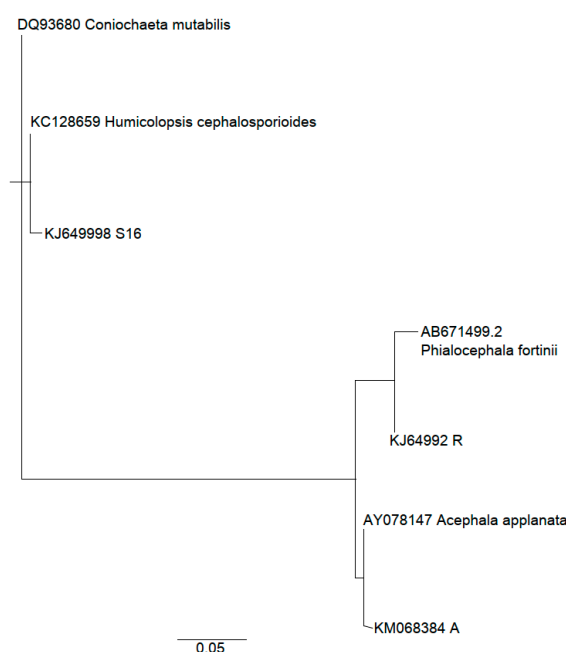 DQ93680 Coniochaeta mutabilis
KC128659 Humicolopsis cephalosporioides
KJ649998 S16
AB671499.2
Phialocephala fortinii
KJ64992 R
AY078147 Acephala applanata
KM068384 A
0.05